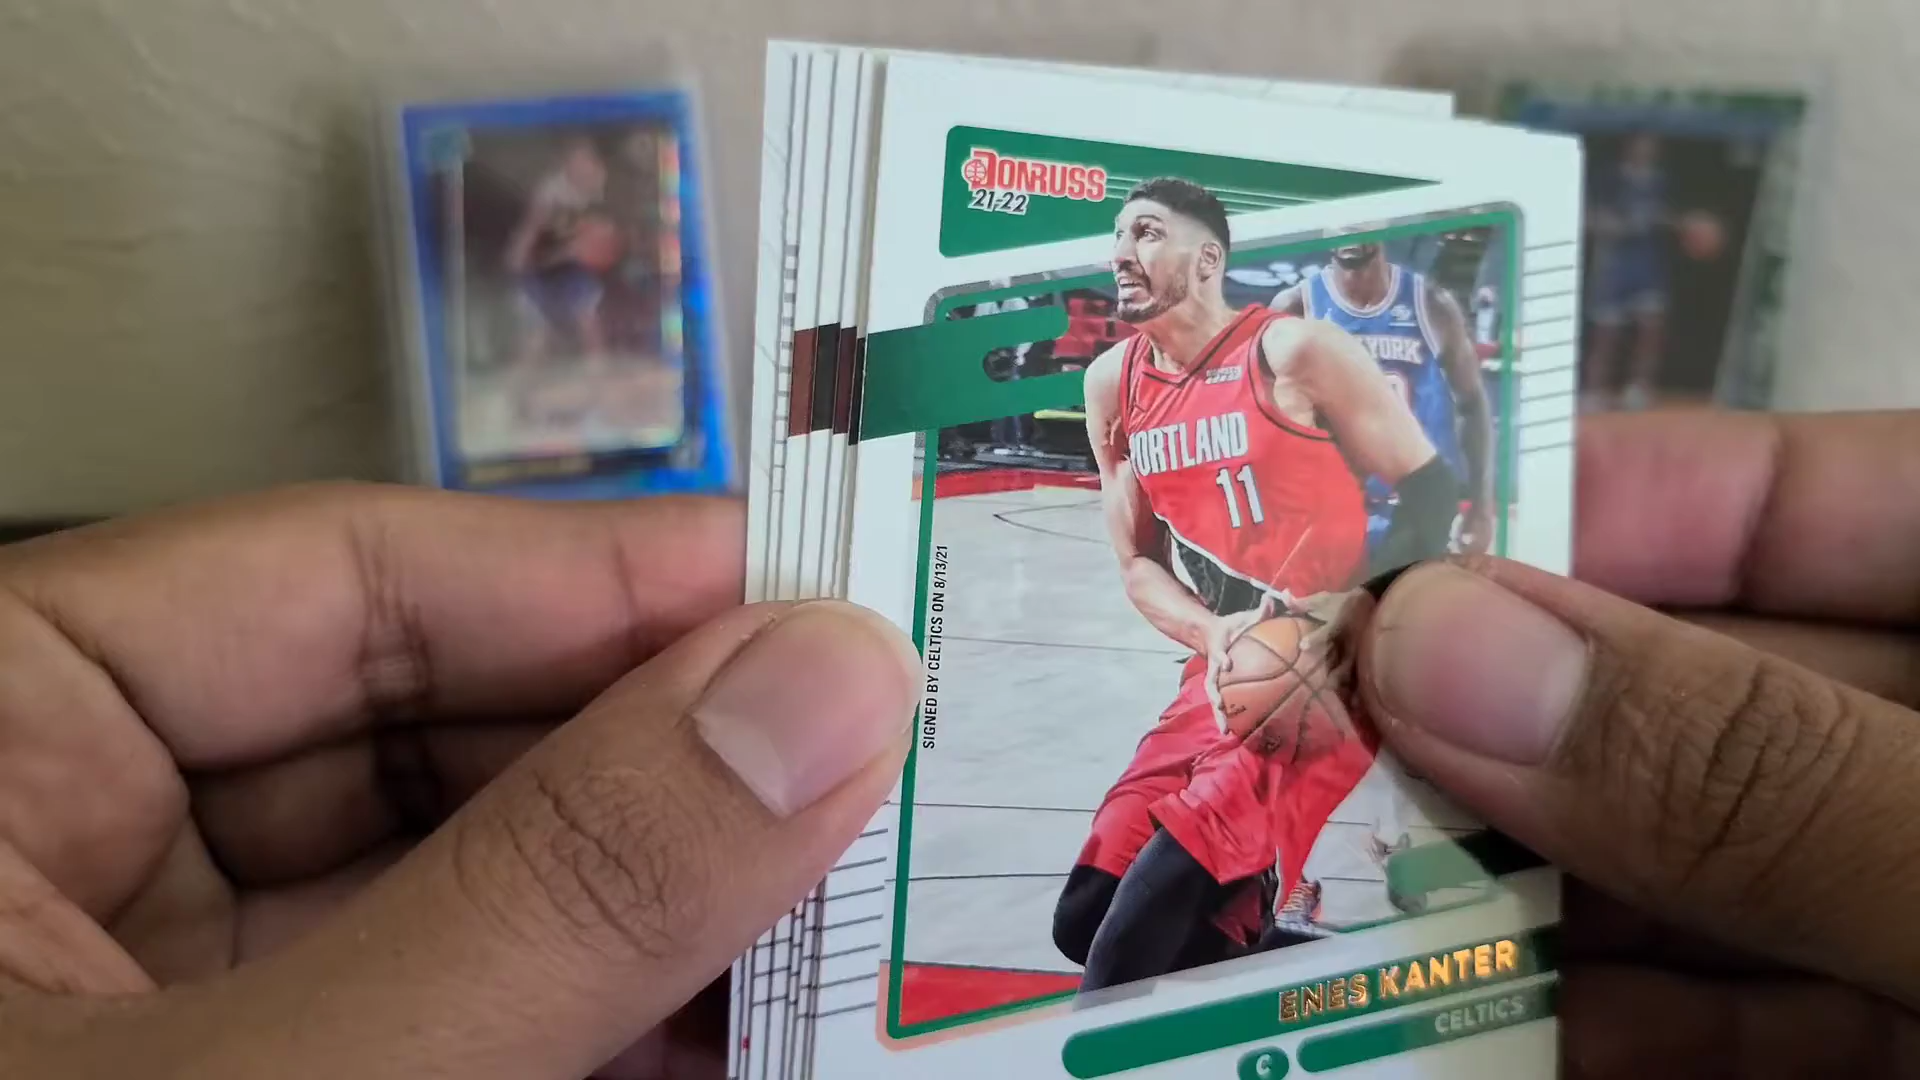 DONRUSS
21-22
YORK
PORTLAND
11
SIGNED BY CELTICS ON 8/13/21
ENES KANTER
CELTICS
C